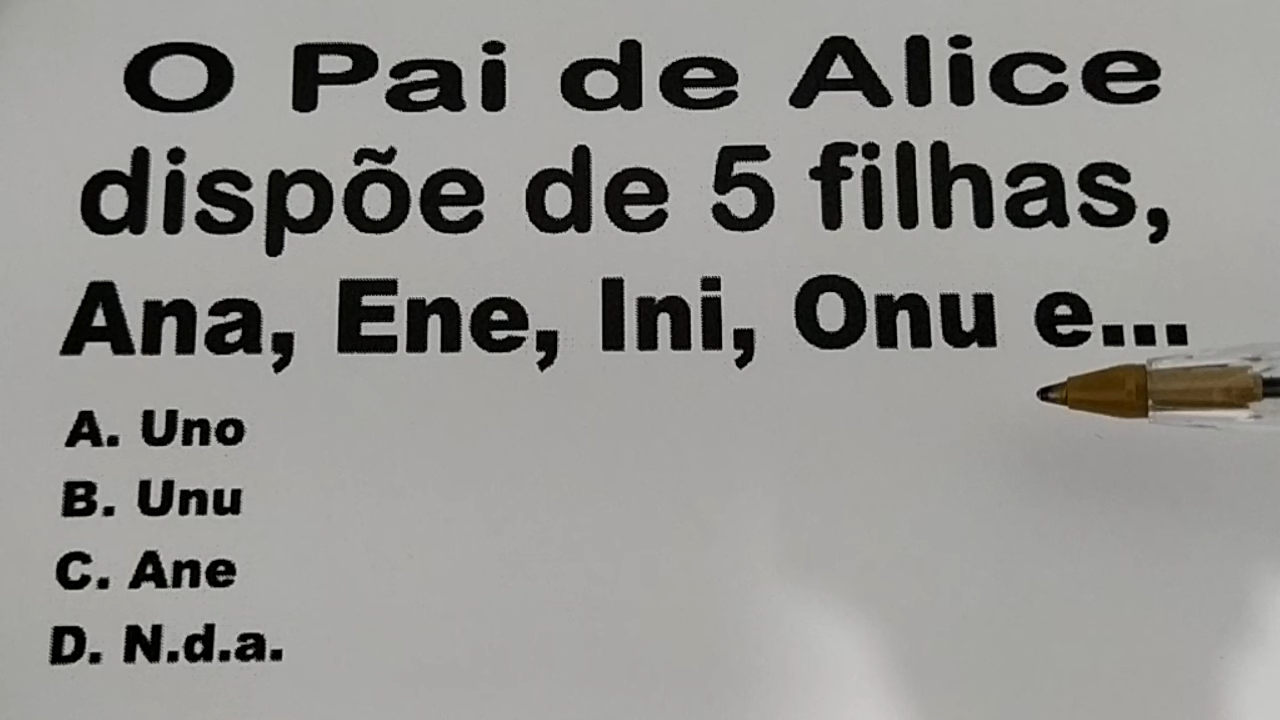 O Pai de Alice
dispõe de 5 filhas,
Ana, Ene, Ini, Onu e...
A. Uno
B. Unu
C. Ane
D. N.d.a.